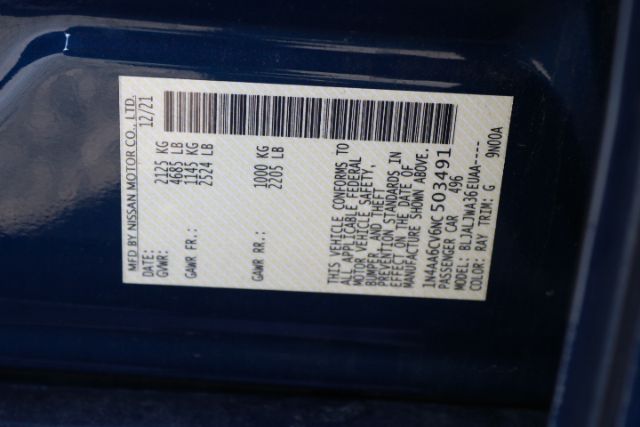 MFD BY NISSAN MOTOR CO., LTD.
DATE: 12/21
GVWR: 2125 KG
4685 LB
GAWR FR: 1145 KG
2524 LB
GAWR RR: 1000 KG
2205 LB
THIS VEHICLE CONFORMS TO
ALL APPLICABLE FEDERAL
MOTOR VEHICLE SAFETY,
BUMPER, AND THEFT
PREVENTION STANDARDS IN
EFFECT ON THE DATE OF
MANUFACTURE SHOWN ABOVE.
1N4AA6CV6NC503491
PASSENGER CAR 496
MODEL: BLJALJWA36EUAA-----
COLOR: RAY TRIM: G 9N00A